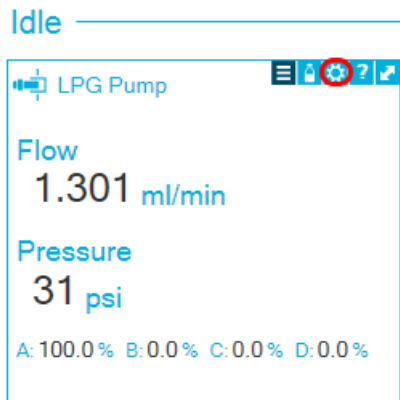 Idle
LPG Pump ?
Flow
1.301 ml/min
Pressure
31 psi
A: 100.0 % B: 0.0 % C: 0.0 % D: 0.0 %